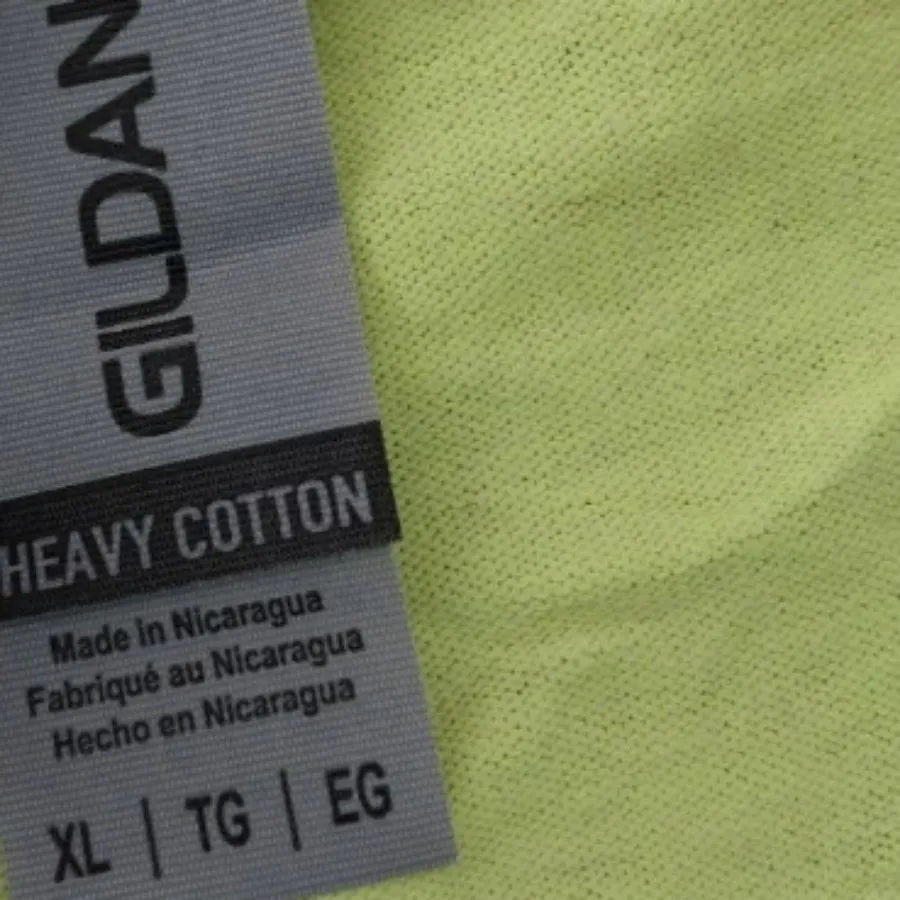 GILDAN
HEAVY COTTON
Made in Nicaragua
Fabriqué au Nicaragua
Hecho en Nicaragua
XL | TG | EG